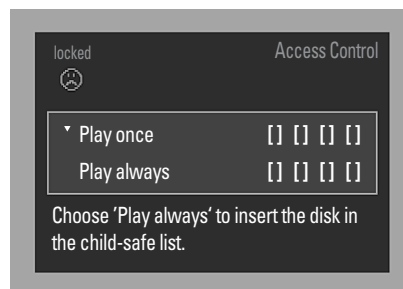 locked Access Control
Play once [] [] [] []
Play always [] [] [] []
Choose ’Play always‘ to insert the disk in
the child-safe list.